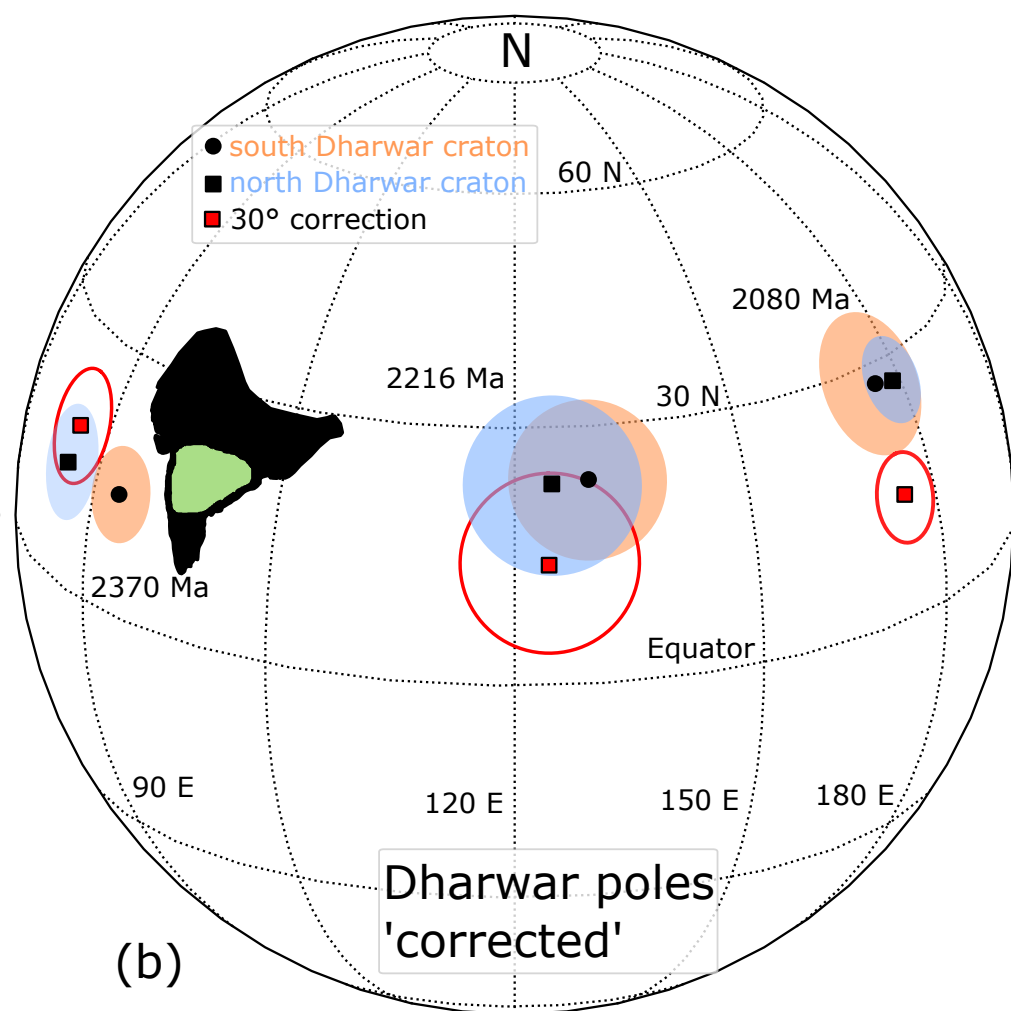 N
south Dharwar craton
north Dharwar craton
30° correction
60 N
2080 Ma
2216 Ma
30 N
2370 Ma
Equator
90 E
120 E
150 E
180 E
Dharwar poles
'corrected'
(b)